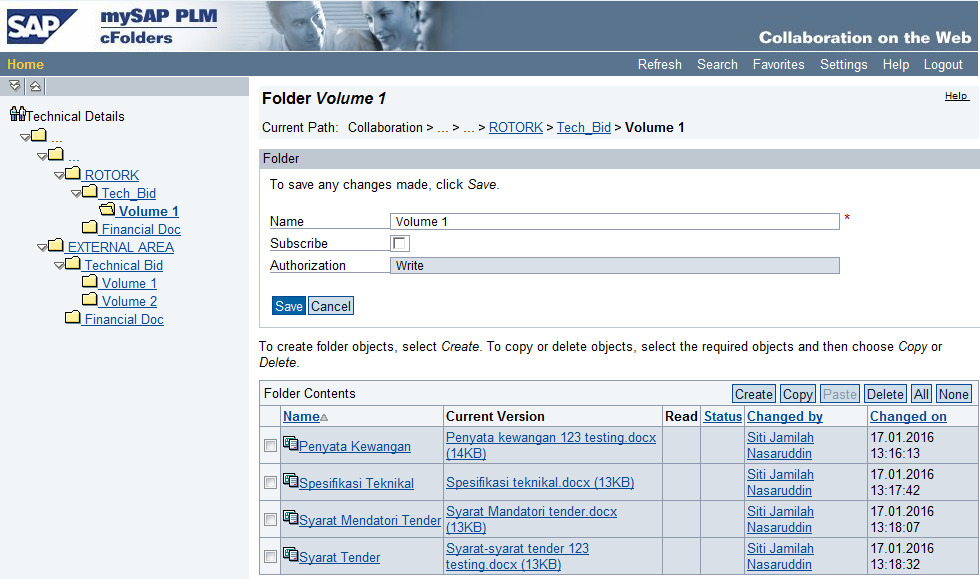 SAP
mySAP PLM
cFolders
Collaboration on the Web
Home
Refresh Search Favorites Settings Help Logout
Technical Details
...
...
ROTORK
Tech_Bid
Volume 1
Financial Doc
EXTERNAL AREA
Technical Bid
Volume 1
Volume 2
Financial Doc
Folder Volume 1
Help
Current Path: Collaboration > ... > ... > ROTORK > Tech_Bid > Volume 1
Folder
To save any changes made, click Save.
Name Volume 1 *
Subscribe
Authorization Write
Save Cancel
To create folder objects, select Create. To copy or delete objects, select the required objects and then choose Copy or
Delete.
Folder Contents Create Copy Paste Delete All None
Name Current Version Read Status Changed by Changed on
Penyata Kewangan Penyata kewangan 123 testing.docx Siti Jamilah 17.01.2016
(14KB) Nasaruddin 13:16:13
Spesifikasi Teknikal Spesifikasi teknikal.docx (13KB) Siti Jamilah 17.01.2016
Nasaruddin 13:17:42
Syarat Mendatori Tender Syarat Mandatori tender.docx Siti Jamilah 17.01.2016
(13KB) Nasaruddin 13:18:07
Syarat Tender Syarat-syarat tender 123 Siti Jamilah 17.01.2016
testing.docx (13KB) Nasaruddin 13:18:32